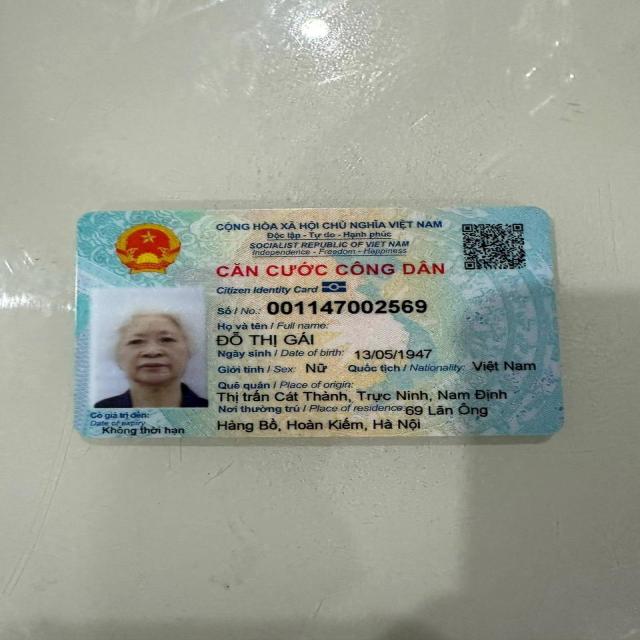 CỘNG HÒA XÃ HỘI CHỦ NGHĨA VIỆT NAM
Độc lập - Tự do - Hạnh phúc
SOCIALIST REPUBLIC OF VIET NAM
Independence - Freedom - Happiness
CĂN CƯỚC CÔNG DÂN
Citizen Identity Card
Số / No.: 001147002569
Họ và tên / Full name:
ĐỖ THỊ GÁI
Ngày sinh / Date of birth: 13/05/1947
Giới tính / Sex: Nữ Quốc tịch / Nationality: Việt Nam
Quê quán / Place of origin:
Thị trấn Cát Thành, Trực Ninh, Nam Định
Nơi thường trú / Place of residence: 69 Lãn Ông
Hàng Bồ, Hoàn Kiếm, Hà Nội
Có giá trị đến:
Date of expiry
Không thời hạn